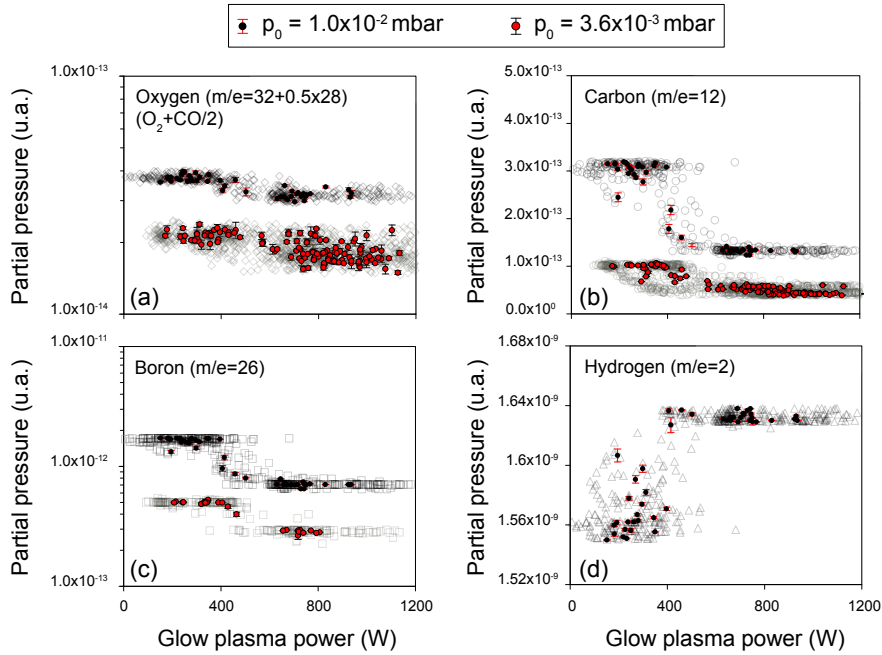 p₀ = 1.0x10⁻² mbar p₀ = 3.6x10⁻³ mbar
Partial pressure (u.a.)
1.0x10⁻¹³
1.0x10⁻¹⁴
Oxygen (m/e=32+0.5x28)
(O₂+CO/2)
(a)
Partial pressure (u.a.)
5.0x10⁻¹³
4.0x10⁻¹³
3.0x10⁻¹³
2.0x10⁻¹³
1.0x10⁻¹³
0.0x10⁰
Carbon (m/e=12)
(b)
Partial pressure (u.a.)
1.0x10⁻¹¹
1.0x10⁻¹²
1.0x10⁻¹³
Boron (m/e=26)
(c)
0 400 800 1200
Glow plasma power (W)
Partial pressure (u.a.)
1.68x10⁻⁹
1.64x10⁻⁹
1.6x10⁻⁹
1.56x10⁻⁹
1.52x10⁻⁹
Hydrogen (m/e=2)
(d)
0 400 800 1200
Glow plasma power (W)